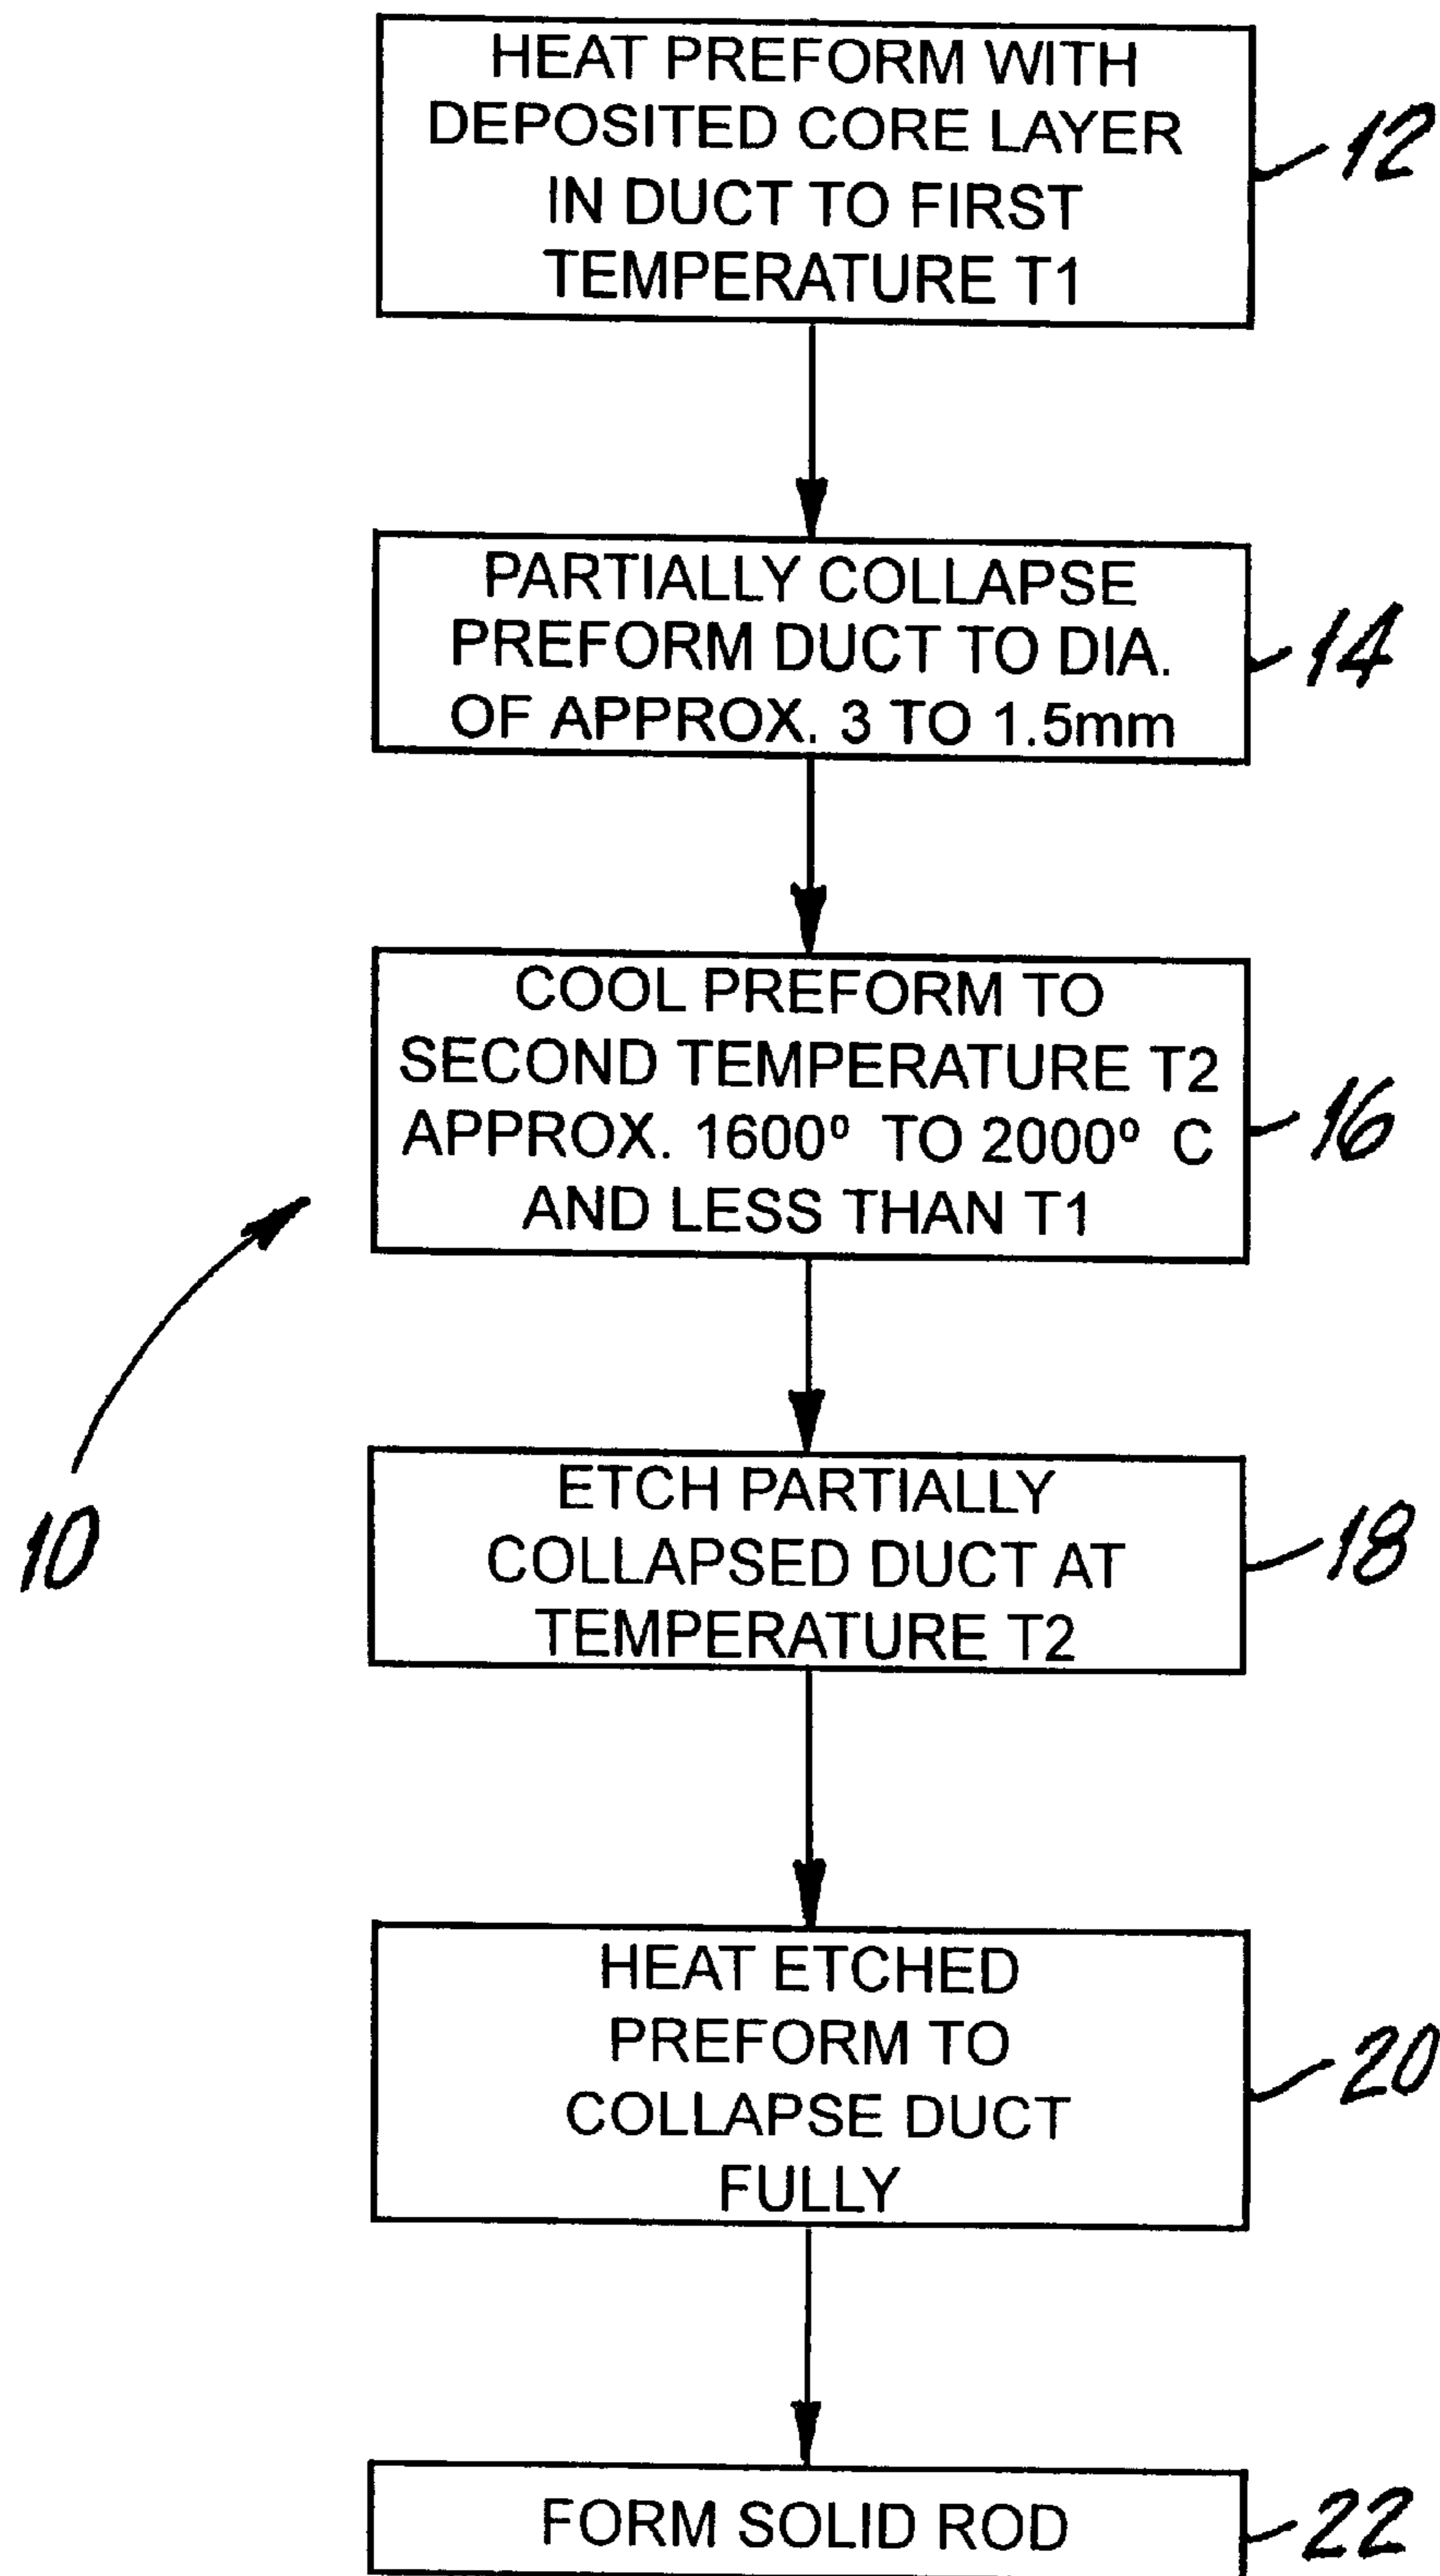 HEAT PREFORM WITH
DEPOSITED CORE LAYER
IN DUCT TO FIRST
TEMPERATURE T1
12
PARTIALLY COLLAPSE
PREFORM DUCT TO DIA.
OF APPROX. 3 TO 1.5mm
14
COOL PREFORM TO
SECOND TEMPERATURE T2
APPROX. 1600º TO 2000º C
AND LESS THAN T1
16
10
ETCH PARTIALLY
COLLAPSED DUCT AT
TEMPERATURE T2
18
HEAT ETCHED
PREFORM TO
COLLAPSE DUCT
FULLY
20
FORM SOLID ROD
22